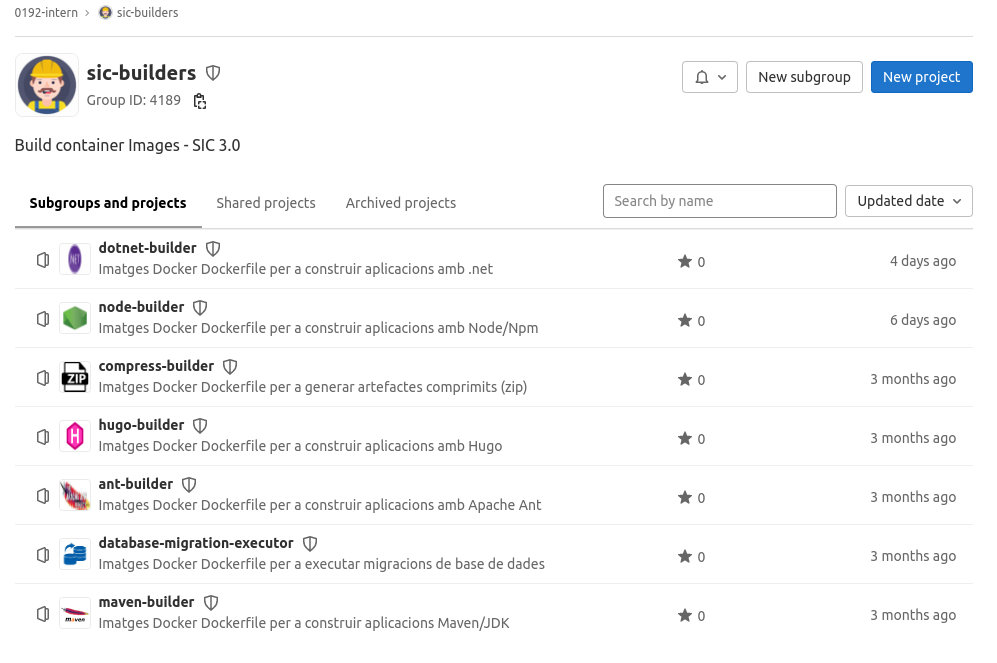 0192-intern › sic-builders
sic-builders
Group ID: 4189
New subgroup
New project
Build container Images - SIC 3.0
Subgroups and projects Shared projects Archived projects
Search by name
Updated date
dotnet-builder
Imatges Docker Dockerfile per a construir aplicacions amb .net
0
4 days ago
NET
node-builder
Imatges Docker Dockerfile per a construir aplicacions amb Node/Npm
0
6 days ago
ZIP
compress-builder
Imatges Docker Dockerfile per a generar artefactes comprimits (zip)
0
3 months ago
H
hugo-builder
Imatges Docker Dockerfile per a construir aplicacions amb Hugo
0
3 months ago
ant-builder
Imatges Docker Dockerfile per a construir aplicacions amb Apache Ant
0
3 months ago
database-migration-executor
Imatges Docker Dockerfile per a executar migracions de base de dades
0
3 months ago
maven
maven-builder
Imatges Docker Dockerfile per a construir aplicacions Maven/JDK
0
3 months ago